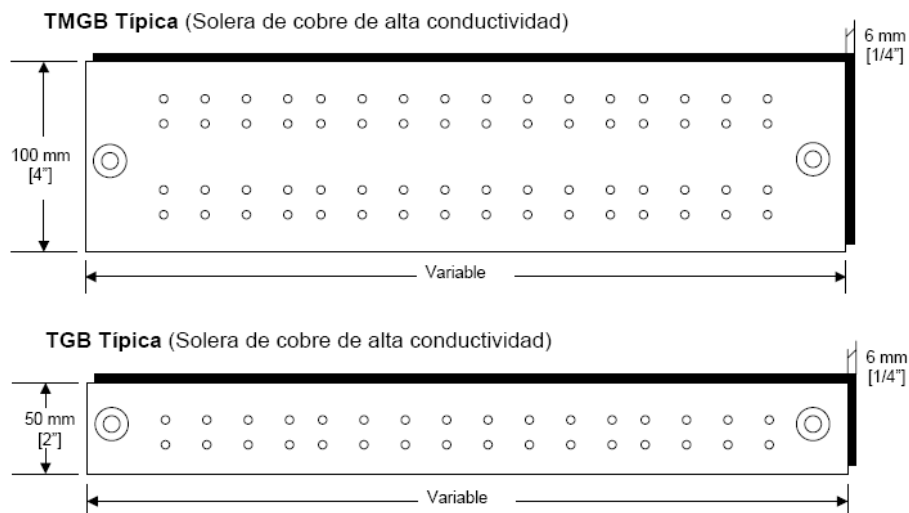 TMGB Típica (Solera de cobre de alta conductividad)
6 mm
[1/4”]
100 mm
[4”]
Variable
TGB Típica (Solera de cobre de alta conductividad)
6 mm
[1/4”]
50 mm
[2”]
Variable